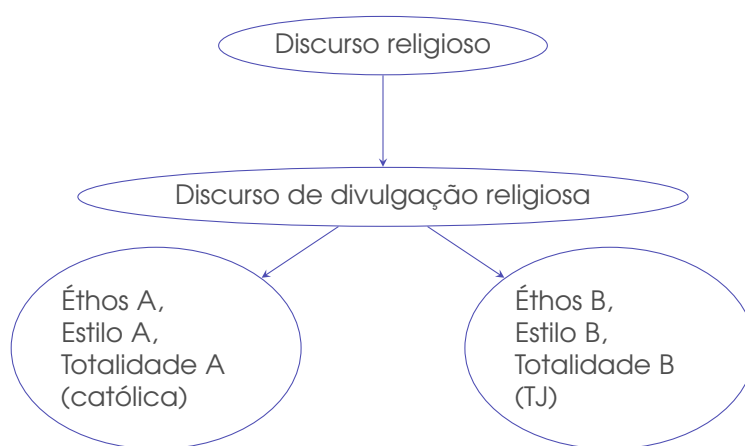 Discurso religioso
Discurso de divulgação religiosa
Éthos A,
Estilo A,
Totalidade A
(católica)
Éthos B,
Estilo B,
Totalidade B
(TJ)